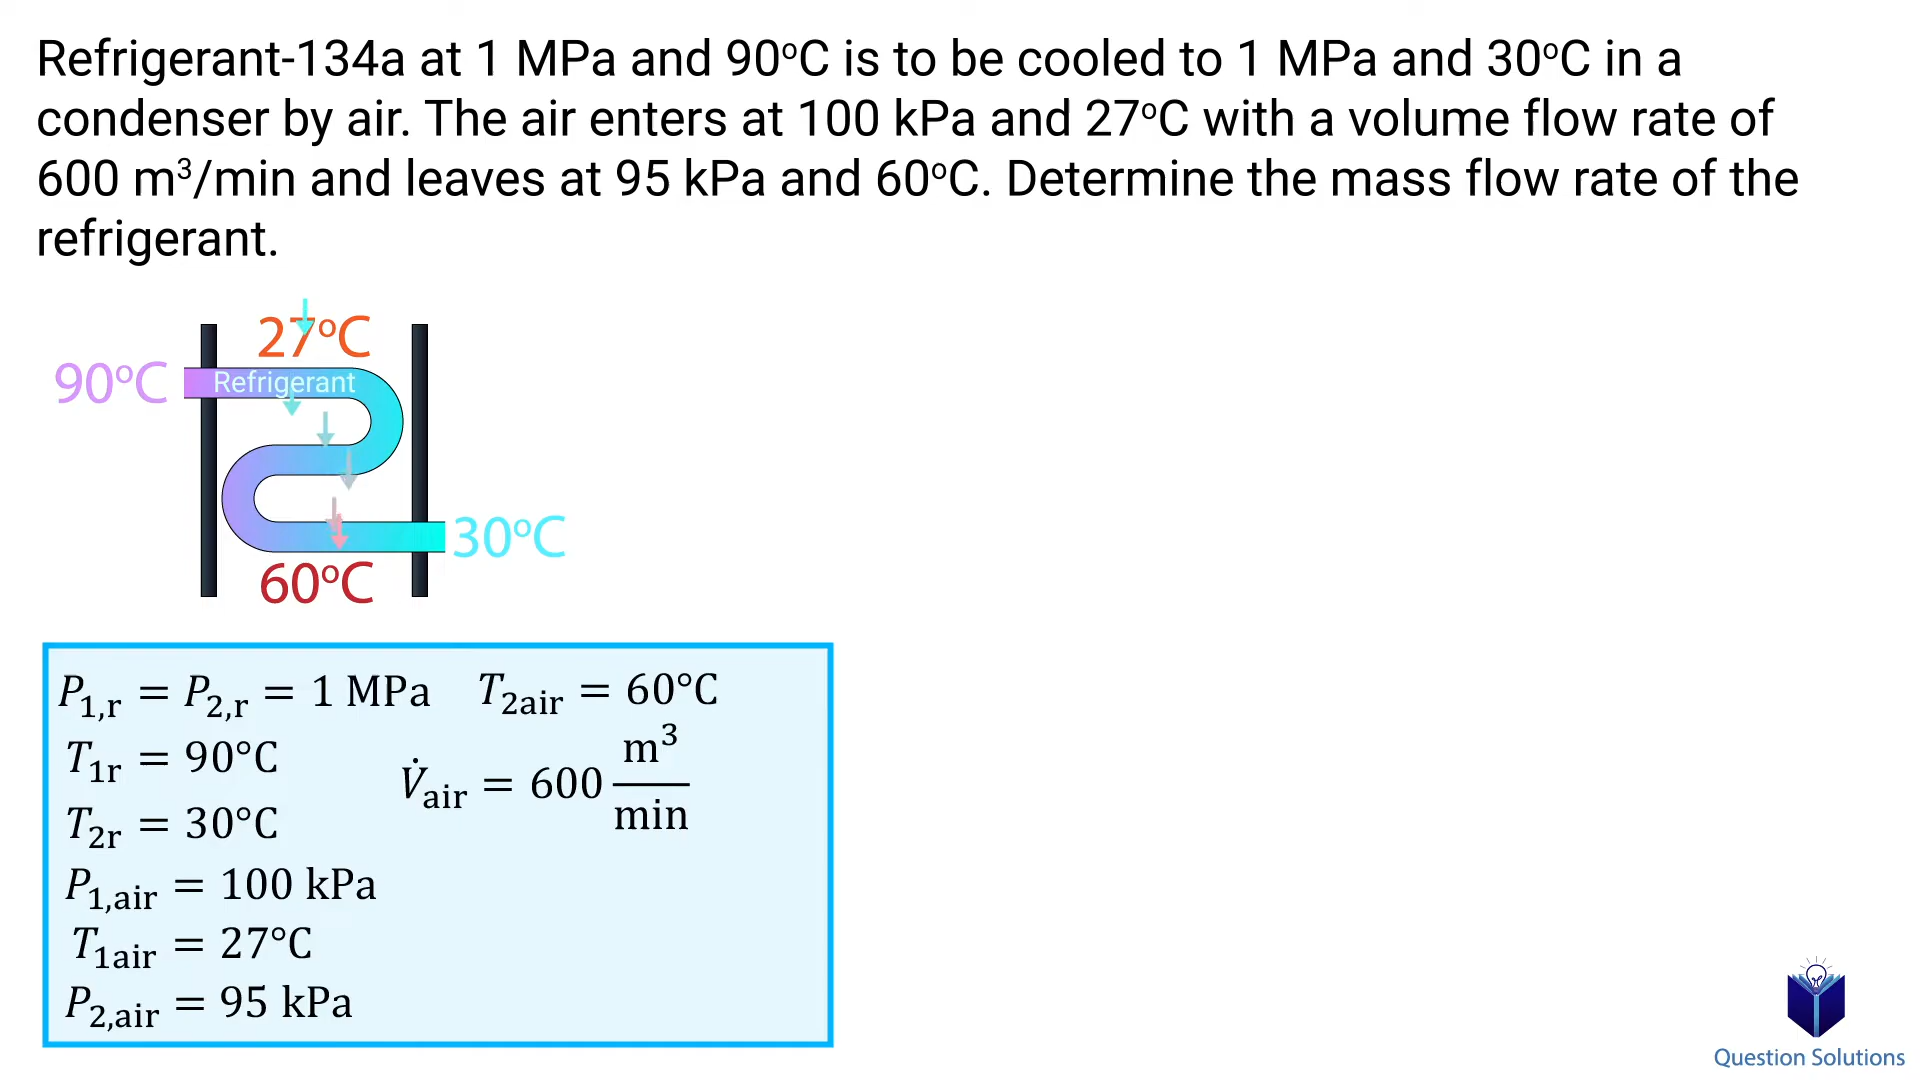 Refrigerant-134a at 1 MPa and 90°C is to be cooled to 1 MPa and 30°C in a
condenser by air. The air enters at 100 kPa and 27°C with a volume flow rate of
600 m³/min and leaves at 95 kPa and 60°C. Determine the mass flow rate of the
refrigerant.
27°C
90°C
Refrigerant
30°C
60°C
P₁,r = P₂,r = 1 MPa T₂air = 60°C
T₁r = 90°C
V̇air = 600 m³/min
T₂r = 30°C
P₁,air = 100 kPa
T₁air = 27°C
P₂,air = 95 kPa
Question Solutions